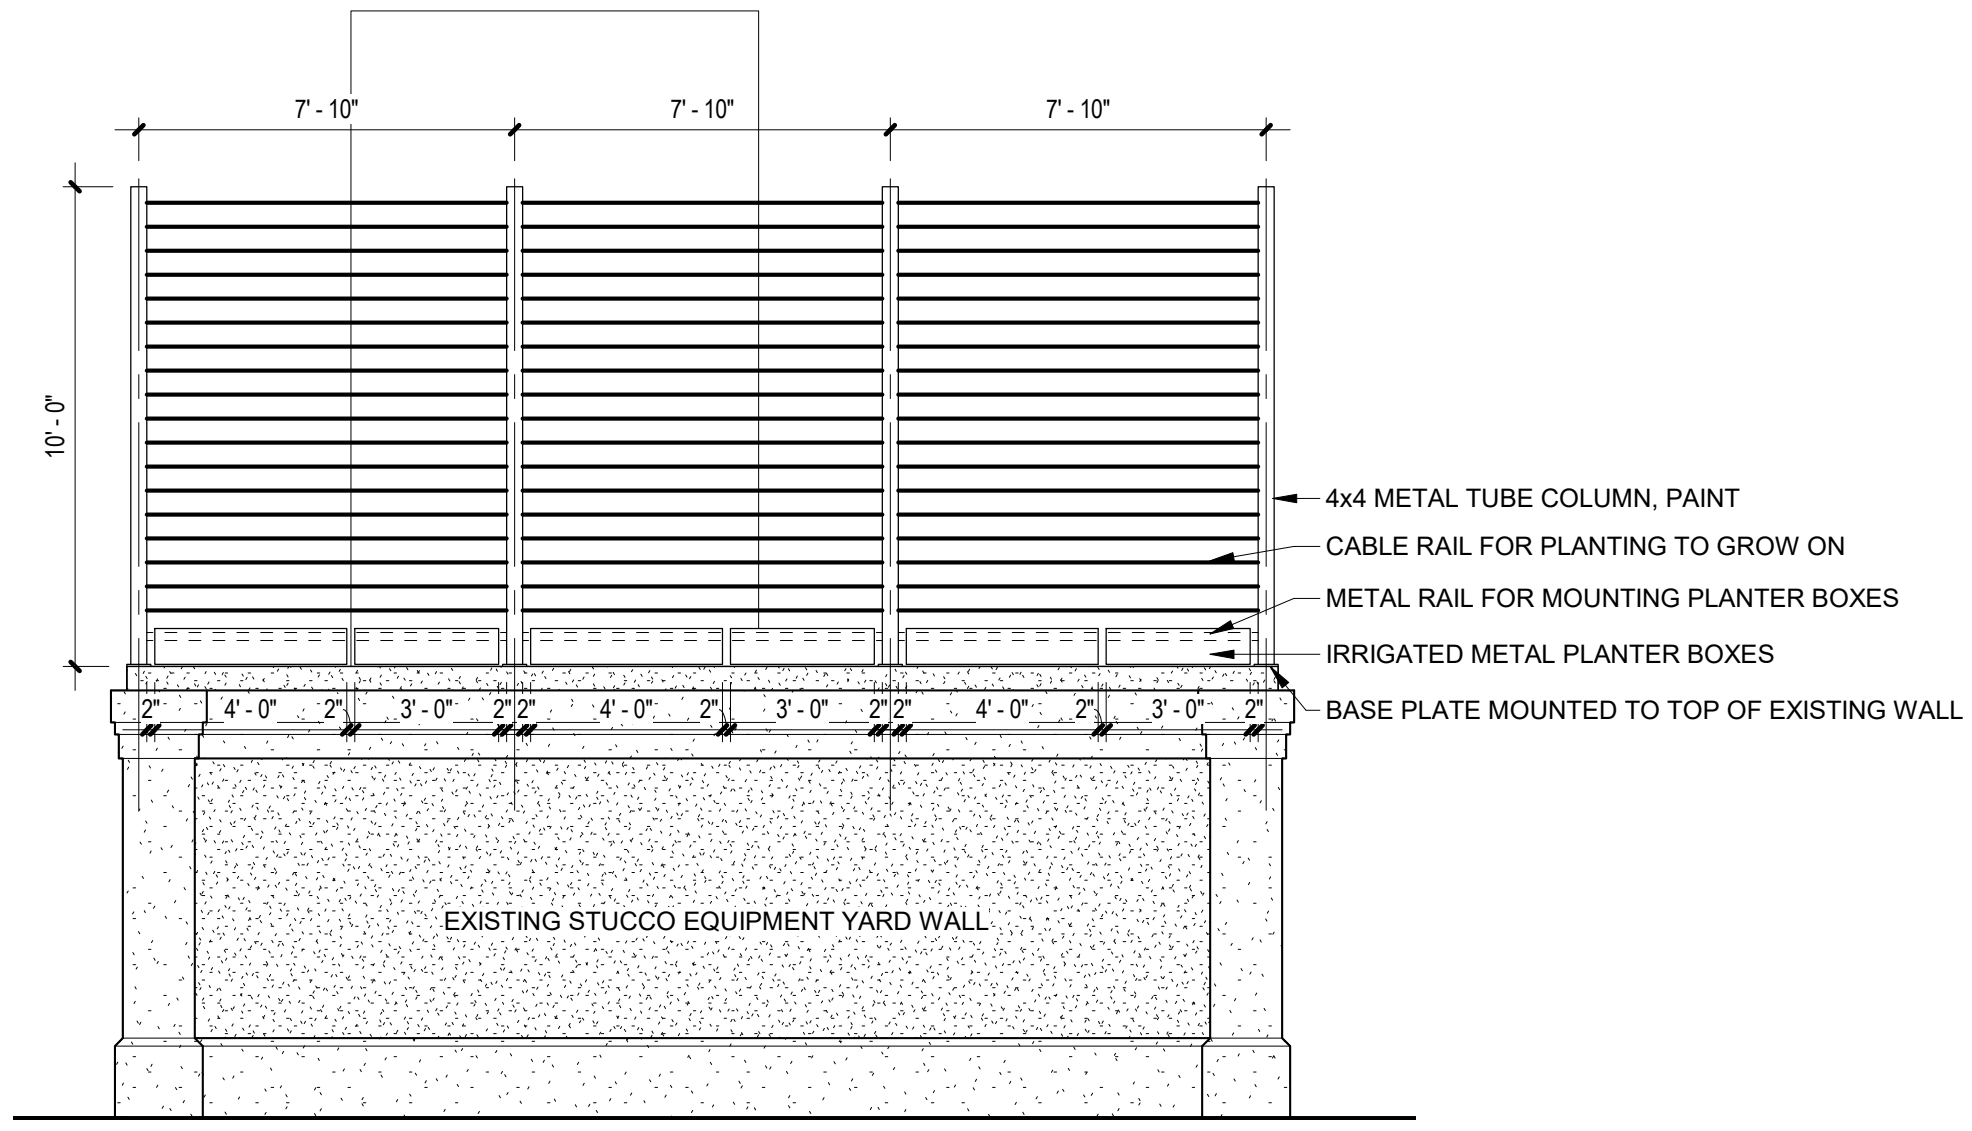 7' - 10" 7' - 10" 7' - 10"
10' - 0"
4x4 METAL TUBE COLUMN, PAINT
CABLE RAIL FOR PLANTING TO GROW ON
METAL RAIL FOR MOUNTING PLANTER BOXES
IRRIGATED METAL PLANTER BOXES
BASE PLATE MOUNTED TO TOP OF EXISTING WALL
2" 4' - 0" 2" 3' - 0" 2" 2" 4' - 0" 2" 3' - 0" 2" 2" 4' - 0" 2" 3' - 0" 2"
EXISTING STUCCO EQUIPMENT YARD WALL